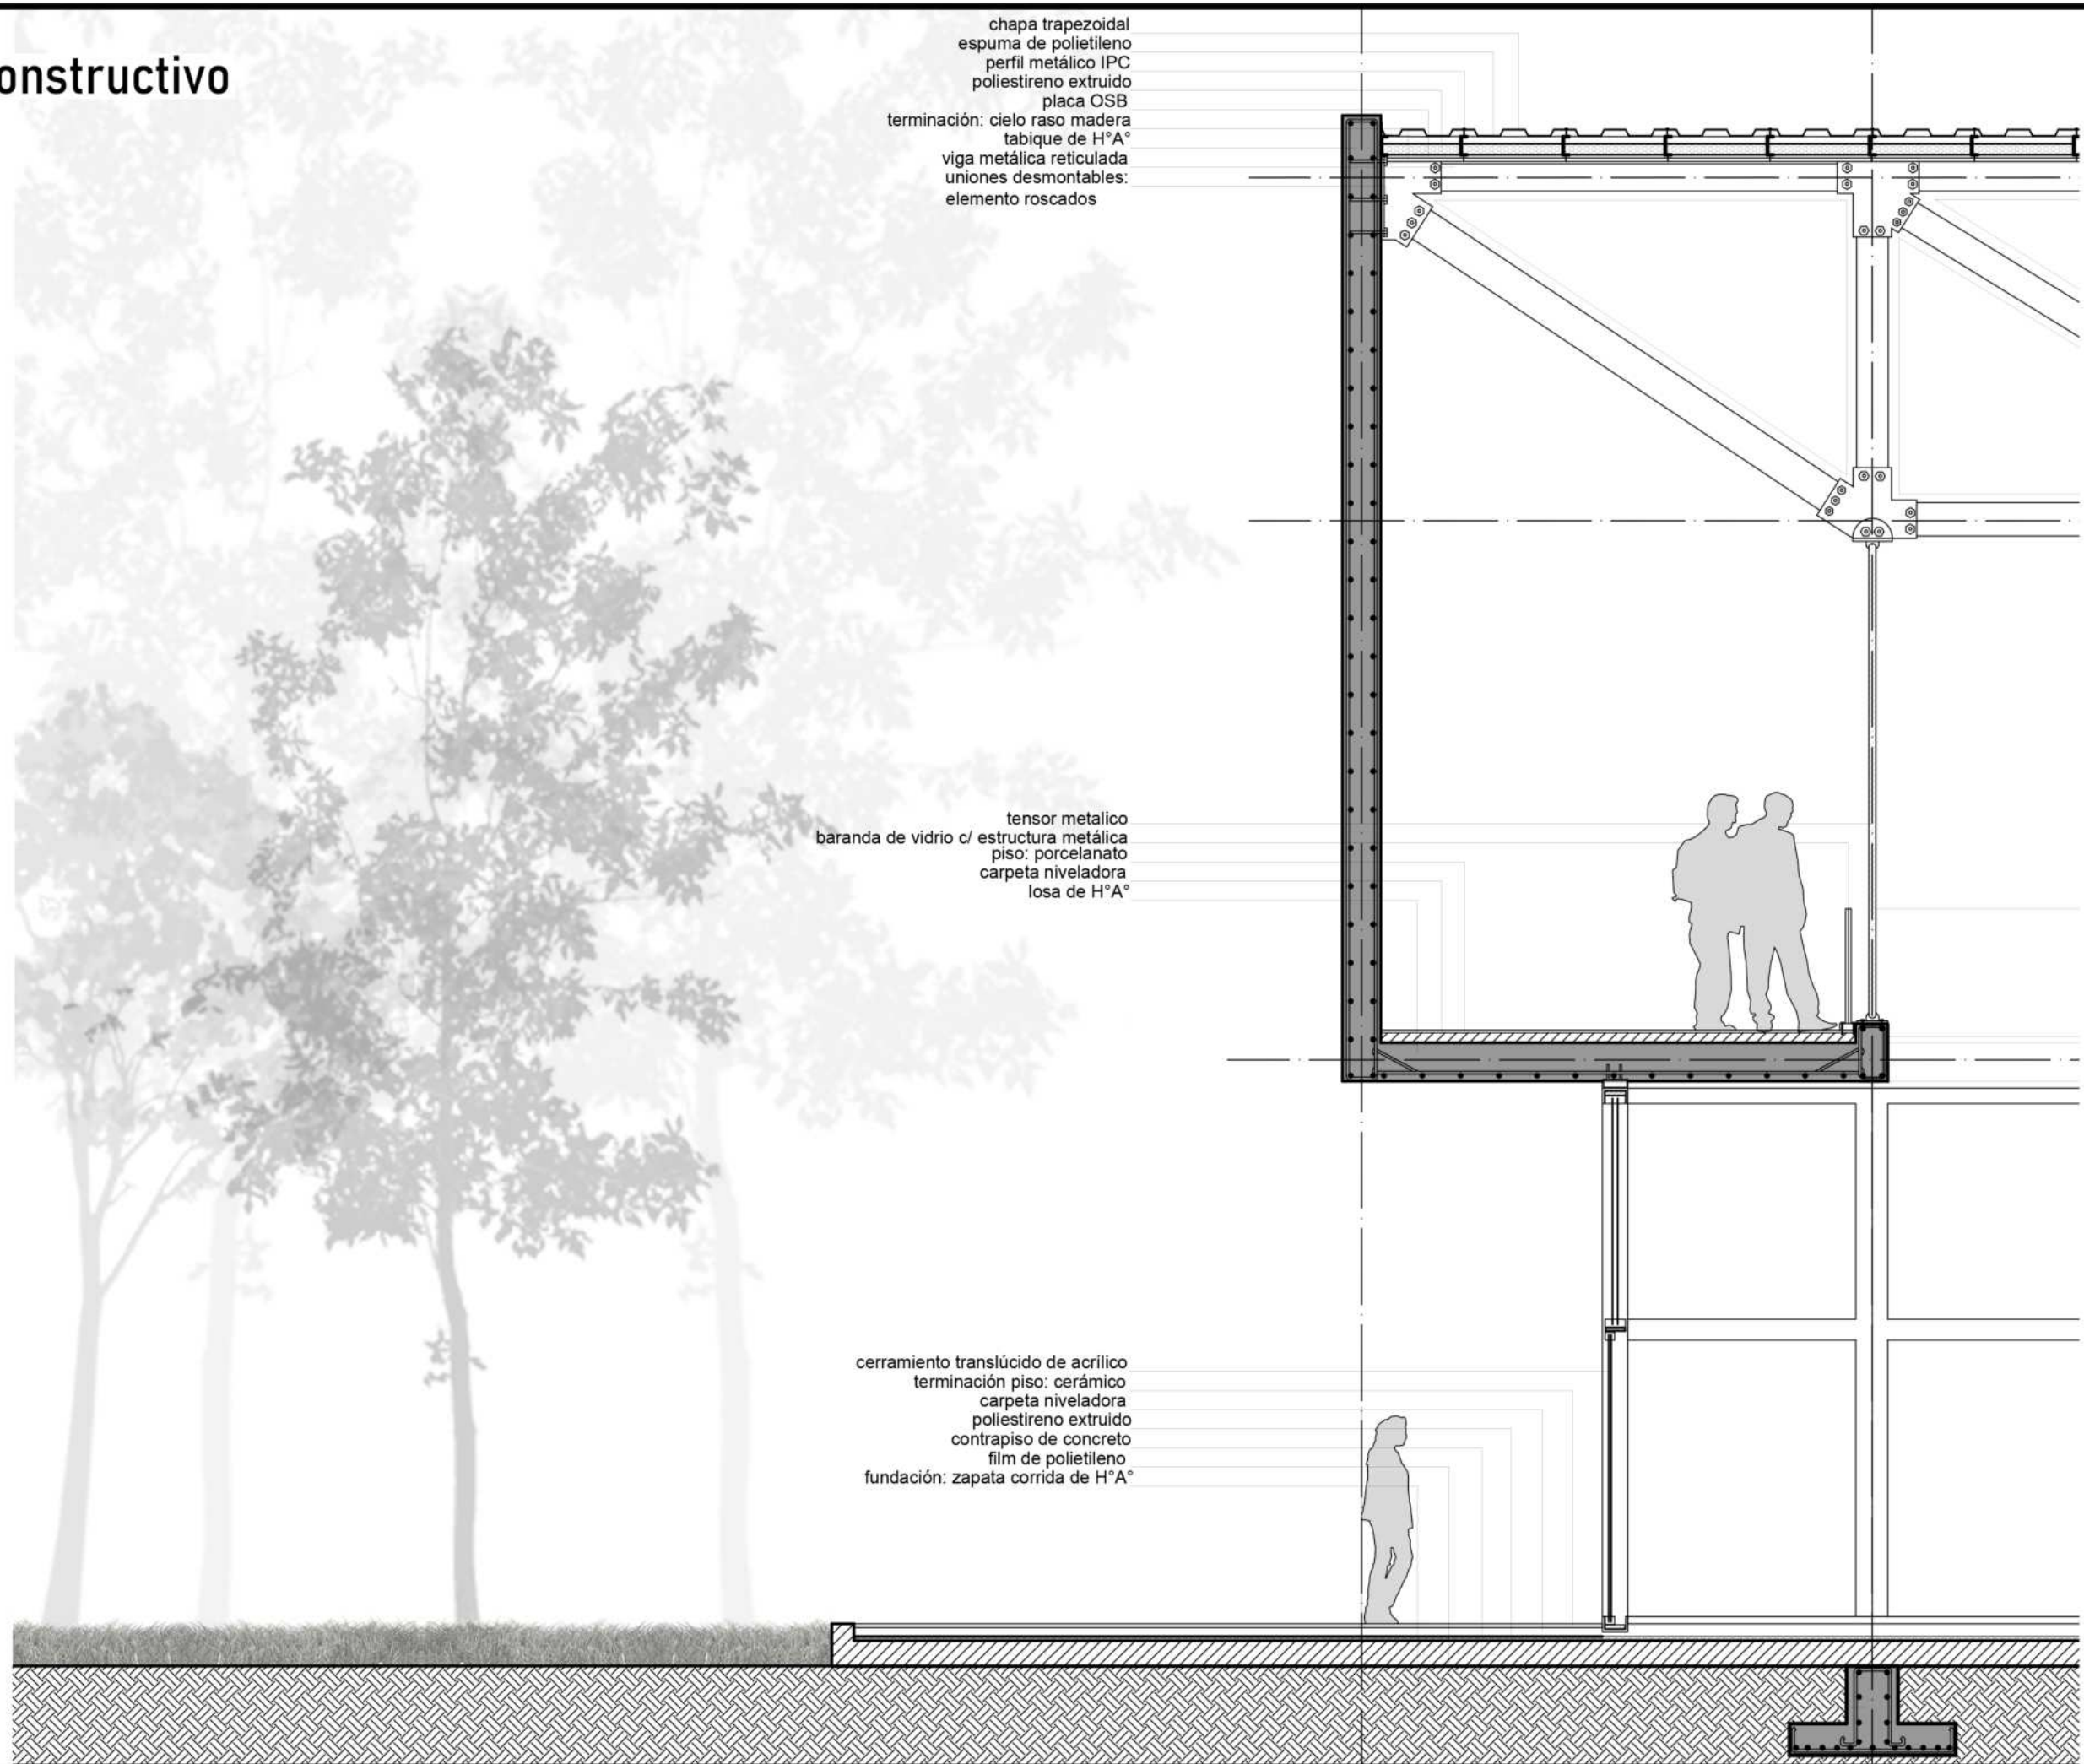 onstructivo
chapa trapezoidal
espuma de polietileno
perfil metálico IPC
poliestireno extruido
placa OSB
terminación: cielo raso madera
tabique de H°A°
viga metálica reticulada
uniones desmontables:
elemento roscados
tensor metalico
baranda de vidrio c/ estructura metálica
piso: porcelanato
carpeta niveladora
losa de H°A°
cerramiento translúcido de acrílico
terminación piso: cerámico
carpeta niveladora
poliestireno extruido
contrapiso de concreto
film de polietileno
fundación: zapata corrida de H°A°